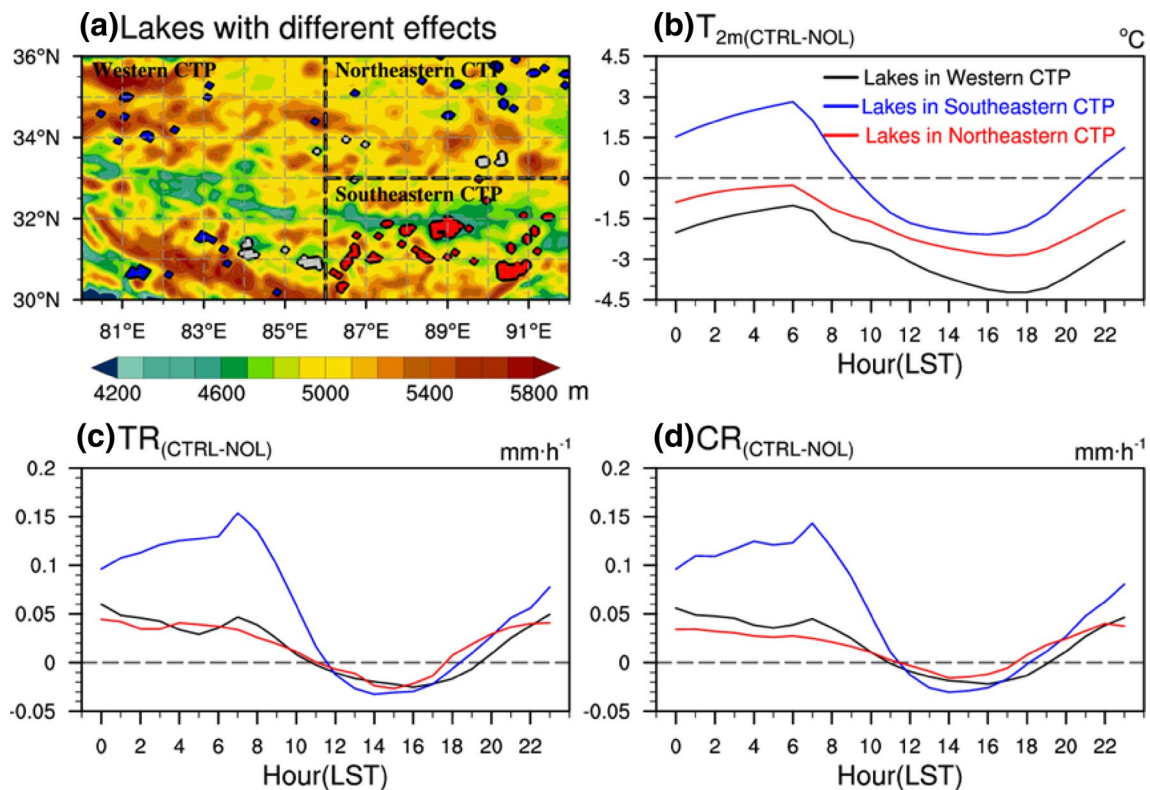 (a) Lakes with different effects
36°N
34°N
32°N
30°N
Western CTP
Northeastern CTP
Southeastern CTP
81°E 83°E 85°E 87°E 89°E 91°E
4200 4600 5000 5400 5800 m
(b) T2m(CTRL-NOL) °C
4.5
3
1.5
0
-1.5
-3
-4.5
Lakes in Western CTP
Lakes in Southeastern CTP
Lakes in Northeastern CTP
0 2 4 6 8 10 12 14 16 18 20 22
Hour(LST)
(c) TR(CTRL-NOL) mm·h-1
0.2
0.15
0.1
0.05
0
-0.05
0 2 4 6 8 10 12 14 16 18 20 22
Hour(LST)
(d) CR(CTRL-NOL) mm·h-1
0.2
0.15
0.1
0.05
0
-0.05
0 2 4 6 8 10 12 14 16 18 20 22
Hour(LST)